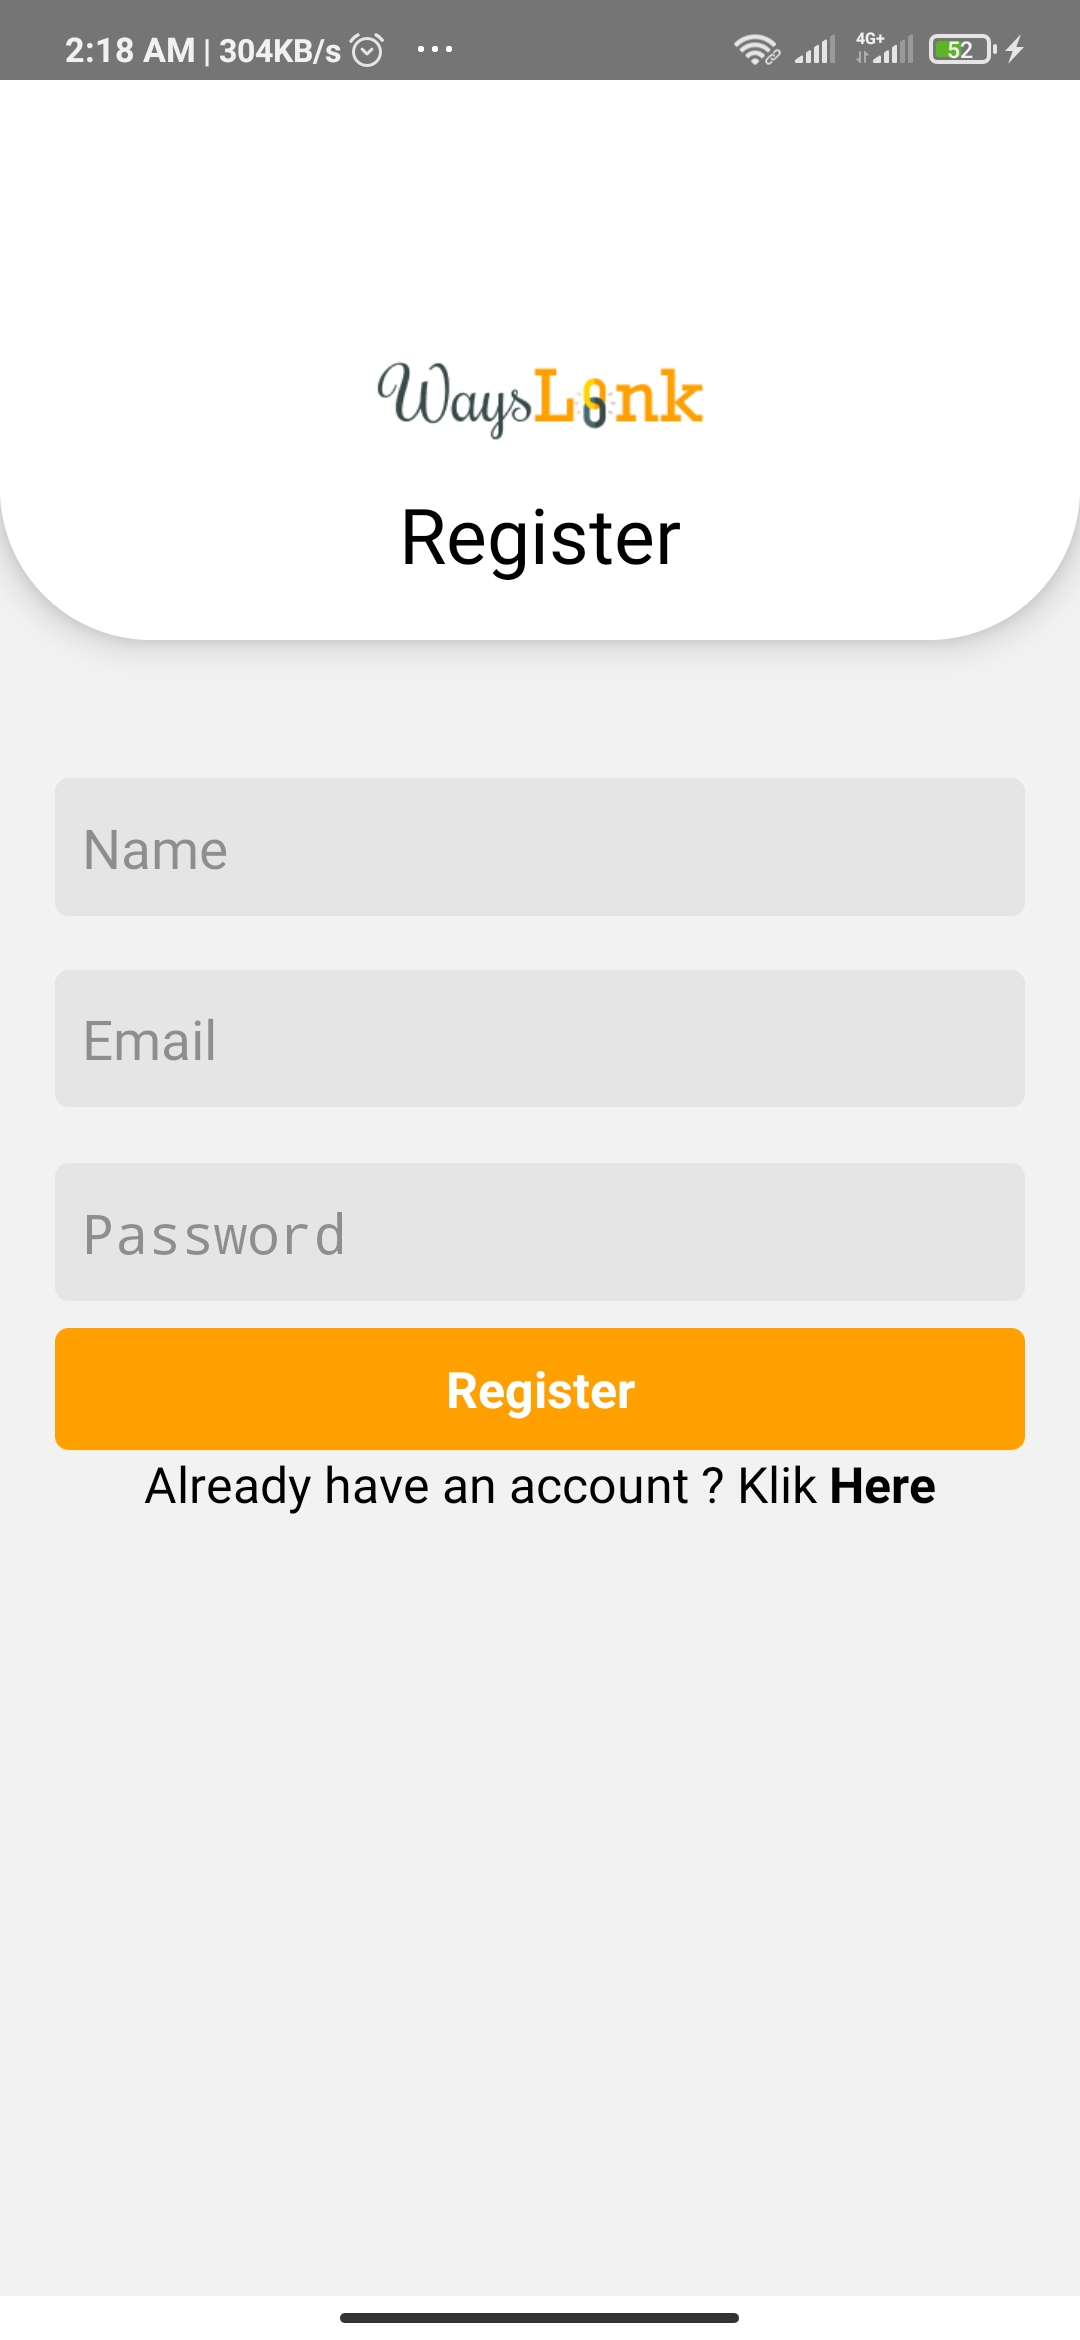 2:18 AM | 304KB/s ... 4G+ 52
WaysLink
Register
Name
Email
Password
Register
Already have an account ? Klik Here